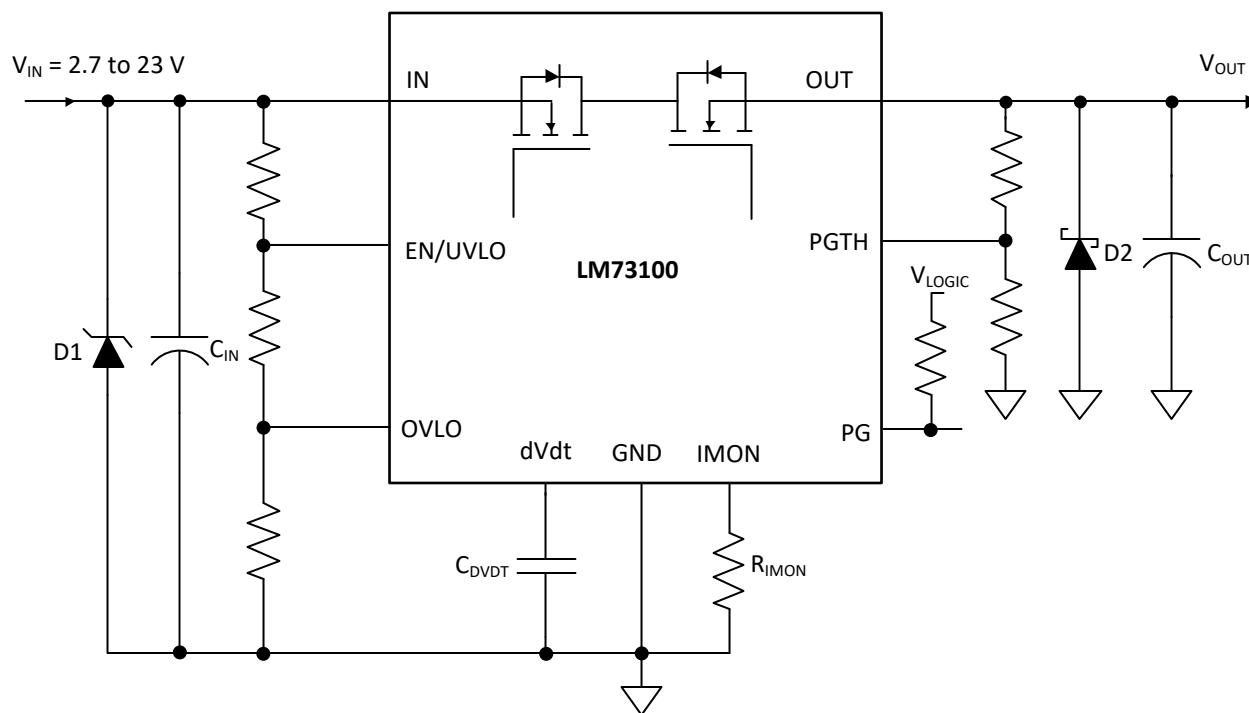 V_IN = 2.7 to 23 V
IN
OUT
V_OUT
EN/UVLO
PGTH
LM73100
V_LOGIC
D1
C_IN
D2
C_OUT
OVLO
PG
dVdt
GND
IMON
C_DVDT
R_IMON